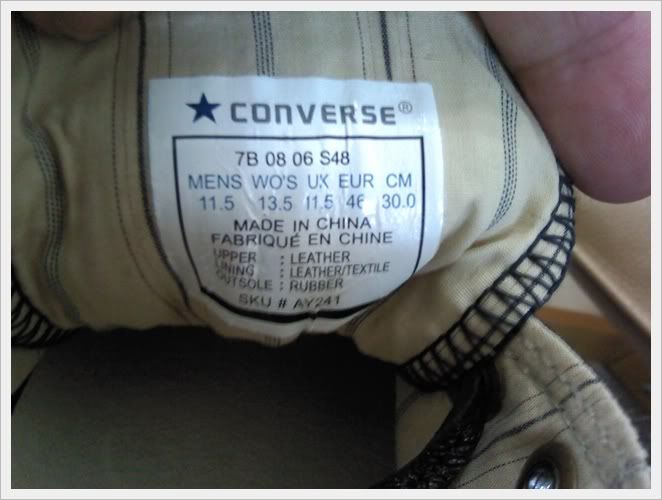 CONVERSE®
7B 08 06 S48
MENS WO'S UK EUR CM
11.5 13.5 11.5 46 30.0
MADE IN CHINA
FABRIQUÉ EN CHINE
UPPER : LEATHER
LINING : LEATHER/TEXTILE
OUTSOLE : RUBBER
SKU # AY241